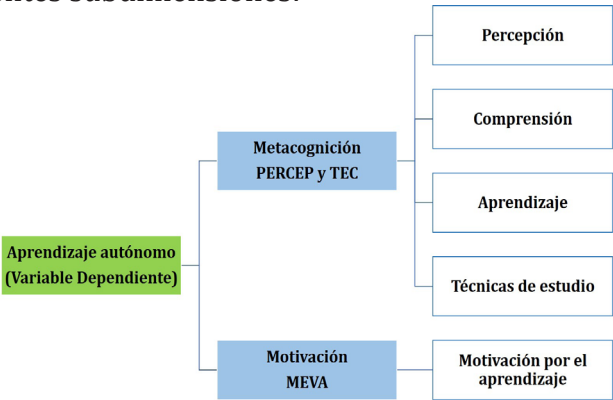 Percepción
Comprensión
Metacognición
PERCEP y TEC
Aprendizaje
Aprendizaje autónomo
(Variable Dependiente)
Técnicas de estudio
Motivación
MEVA
Motivación por el
aprendizaje